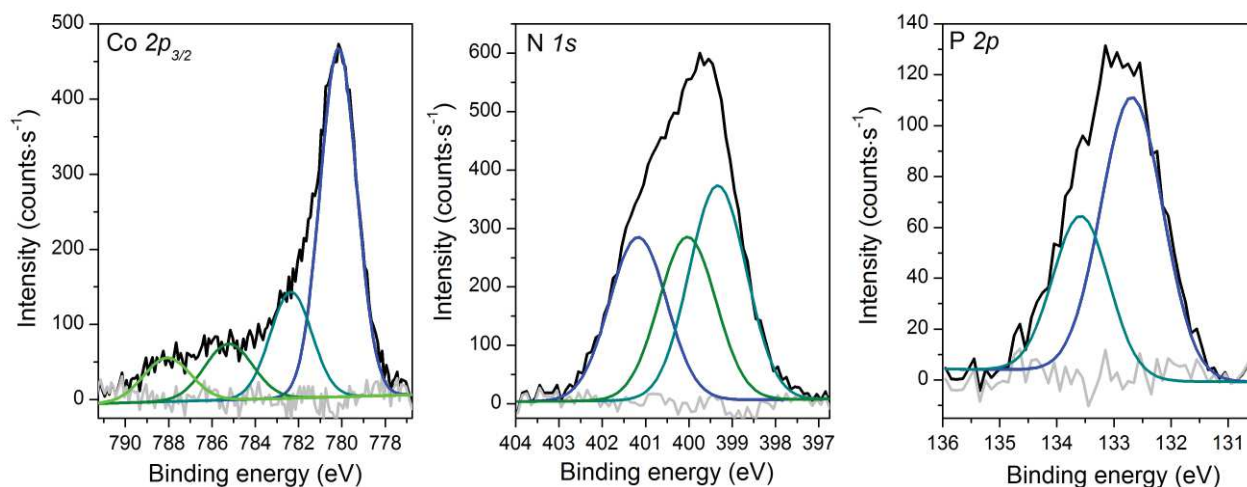 Co 2p3/2
Intensity (counts·s-1)
500
400
300
200
100
0
790 788 786 784 782 780 778
Binding energy (eV)
N 1s
Intensity (counts·s-1)
600
500
400
300
200
100
0
404 403 402 401 400 399 398 397
Binding energy (eV)
P 2p
Intensity (counts·s-1)
140
120
100
80
60
40
20
0
136 135 134 133 132 131
Binding energy (eV)